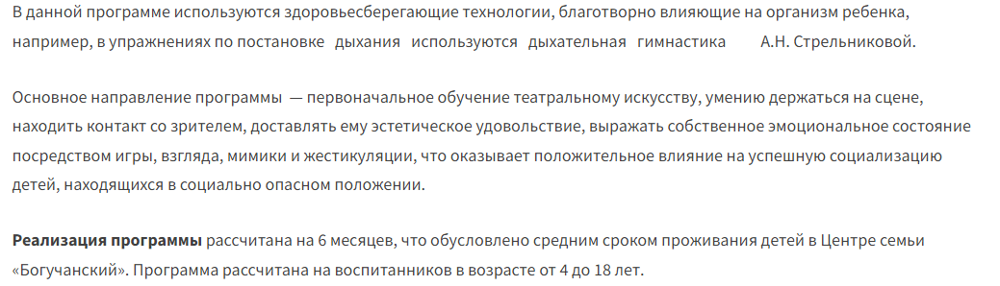 В данной программе используются здоровьесберегающие технологии, благотворно влияющие на организм ребенка,
например, в упражнениях по постановке дыхания используются дыхательная гимнастика А.Н. Стрельниковой.
Основное направление программы — первоначальное обучение театральному искусству, умению держаться на сцене,
находить контакт со зрителем, доставлять ему эстетическое удовольствие, выражать собственное эмоциональное состояние
посредством игры, взгляда, мимики и жестикуляции, что оказывает положительное влияние на успешную социализацию
детей, находящихся в социально опасном положении.
Реализация программы рассчитана на 6 месяцев, что обусловлено средним сроком проживания детей в Центре семьи
«Богучанский». Программа рассчитана на воспитанников в возрасте от 4 до 18 лет.